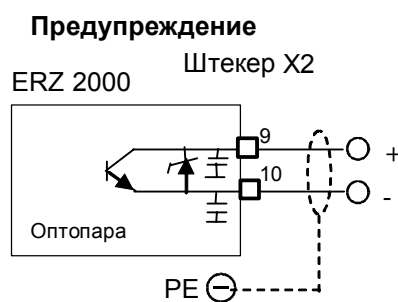 Предупреждение
Штекер X2
ERZ 2000
9
+
10
-
Оптопара
PE